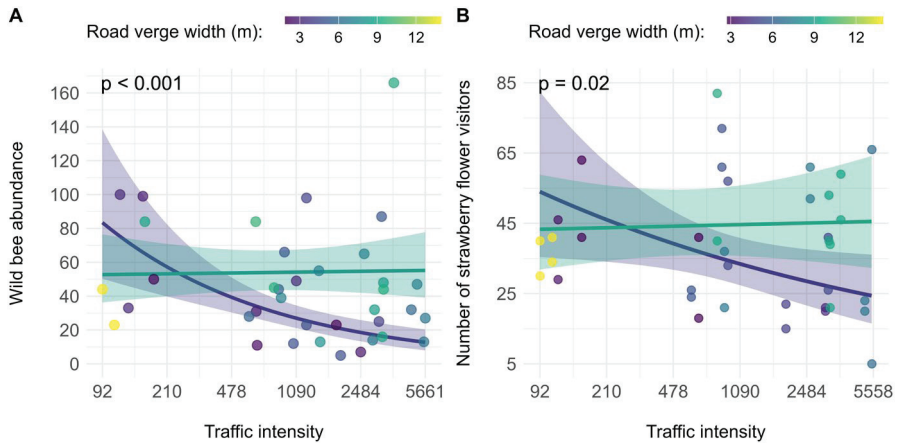 A
Road verge width (m):
3 6 9 12
p < 0.001
Wild bee abundance
160
140
120
100
80
60
40
20
0
92 210 478 1090 2484 5661
Traffic intensity
B
Road verge width (m):
3 6 9 12
p = 0.02
Number of strawberry flower visitors
85
65
45
25
5
92 210 478 1090 2484 5558
Traffic intensity